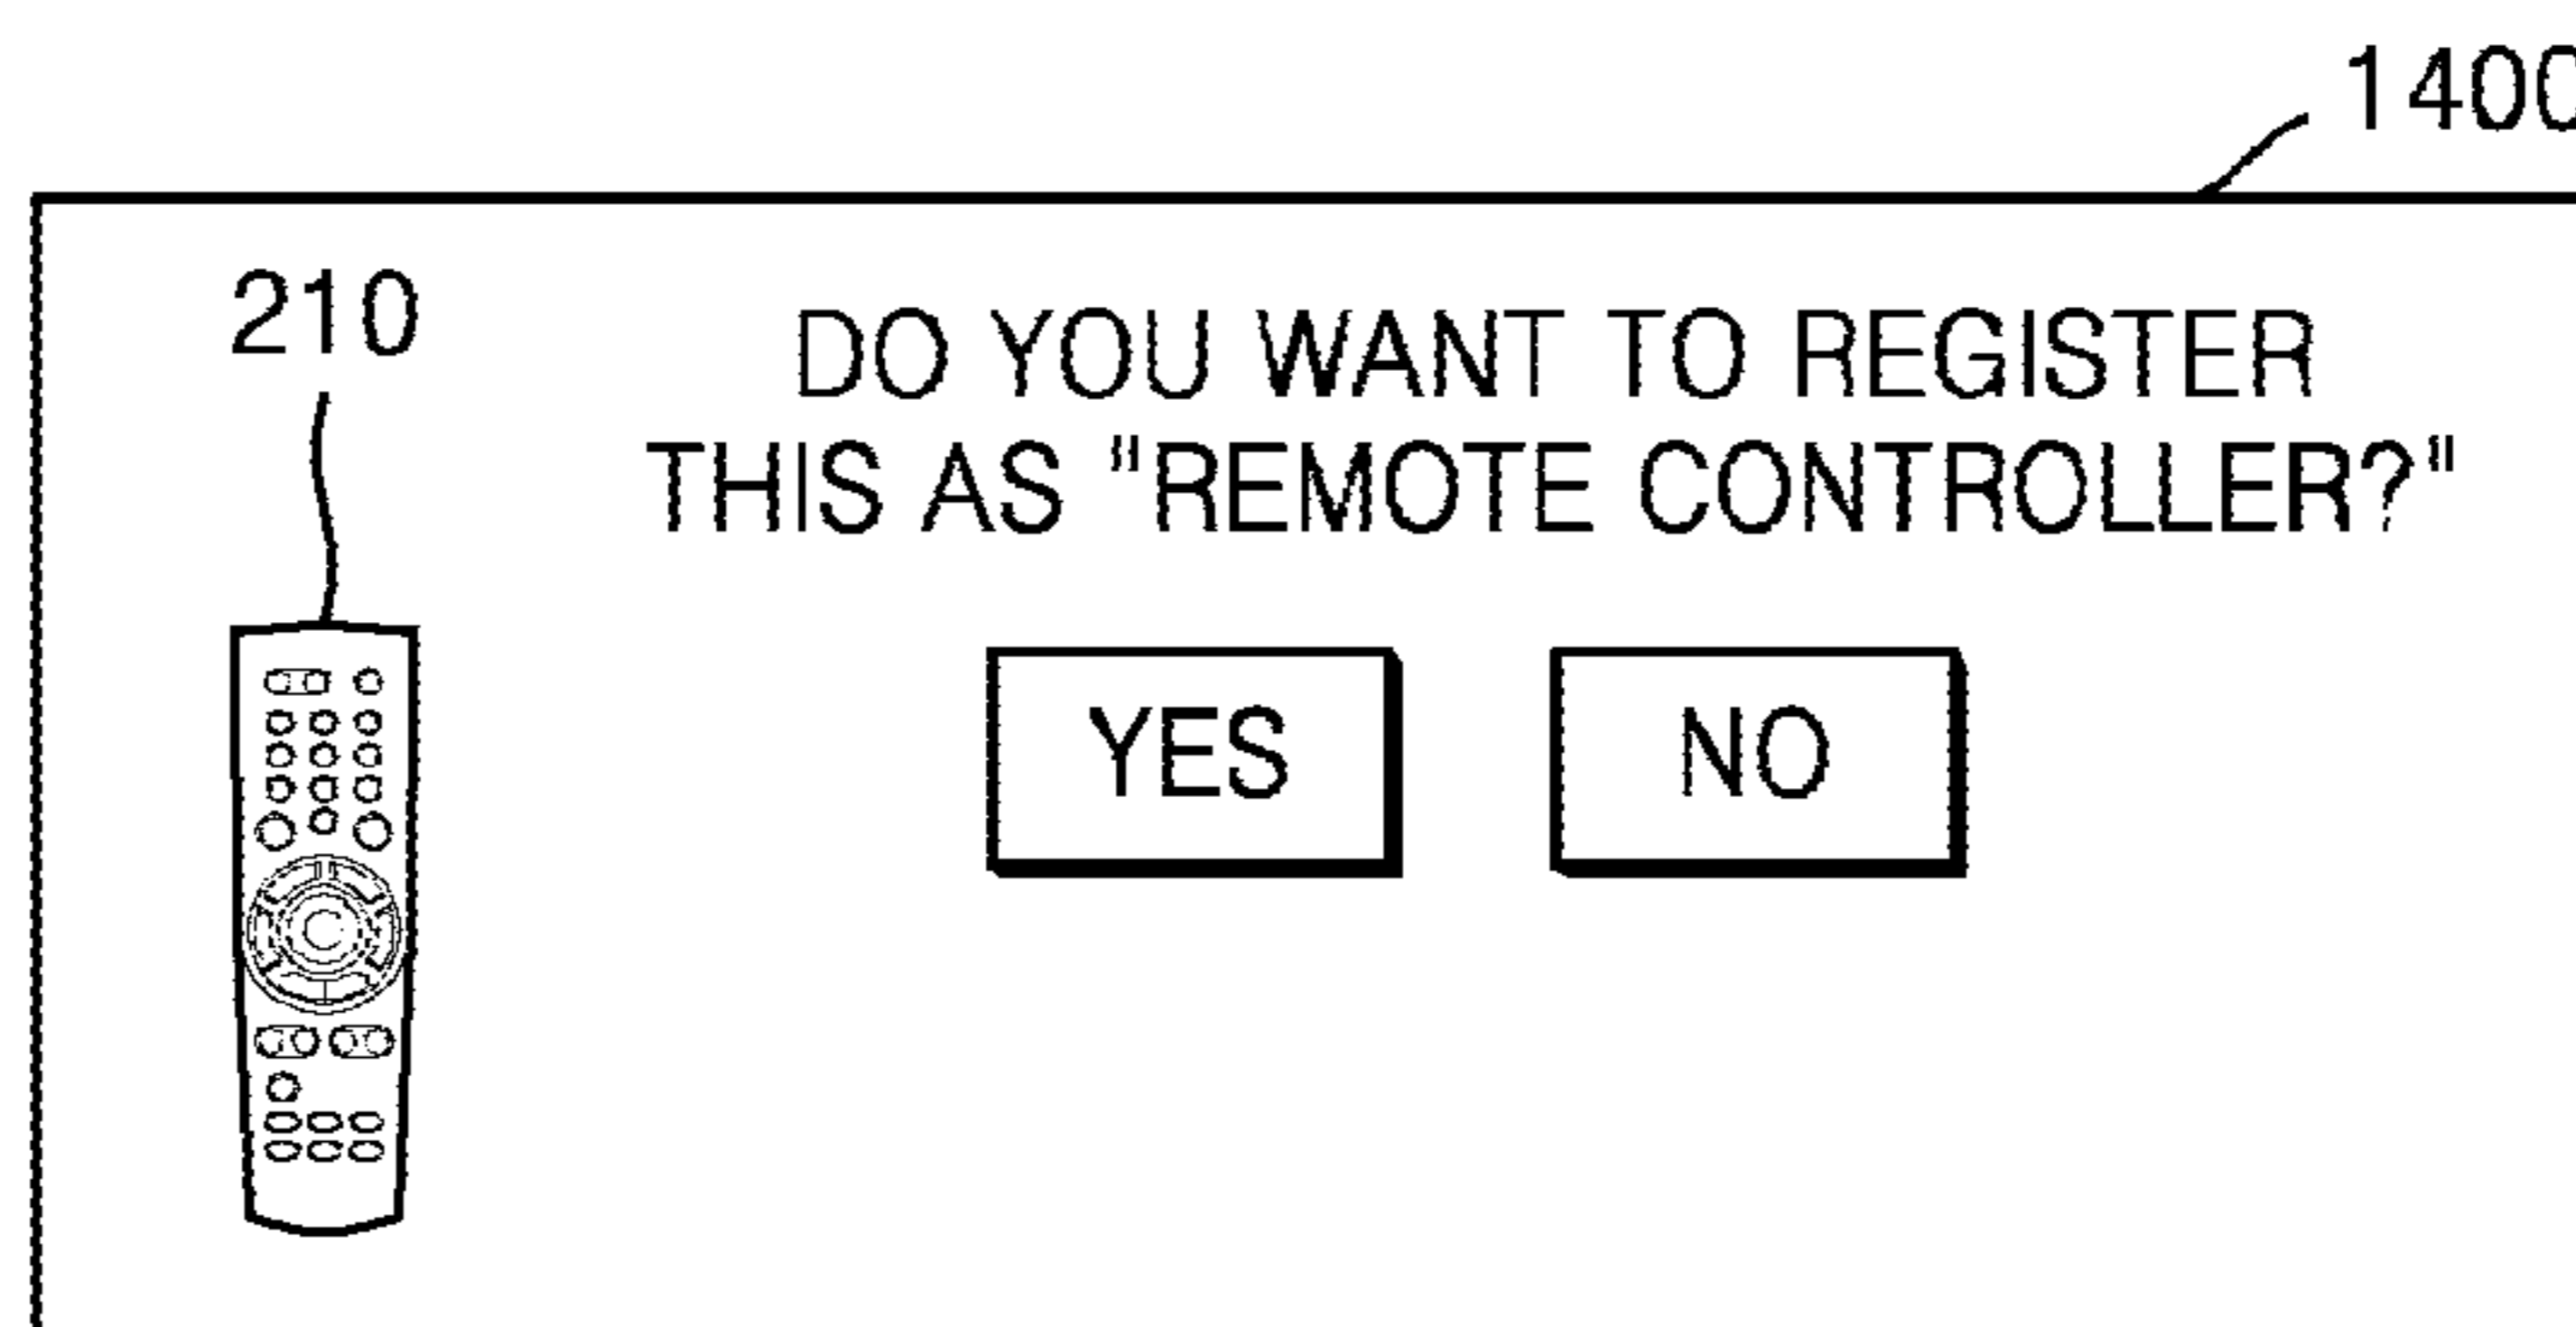 1400
210
DO YOU WANT TO REGISTER
THIS AS "REMOTE CONTROLLER?"
YES NO